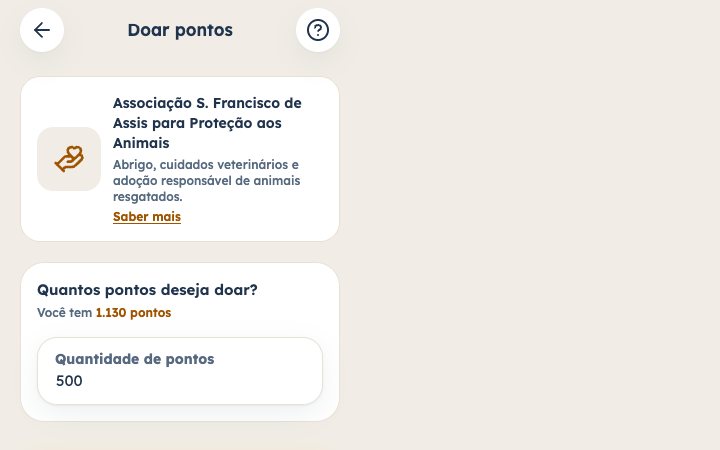 Doar pontos
Associação S. Francisco de
Assis para Proteção aos
Animais
Abrigo, cuidados veterinários e
adoção responsável de animais
resgatados.
Saber mais
Quantos pontos deseja doar?
Você tem 1.130 pontos
Quantidade de pontos
500